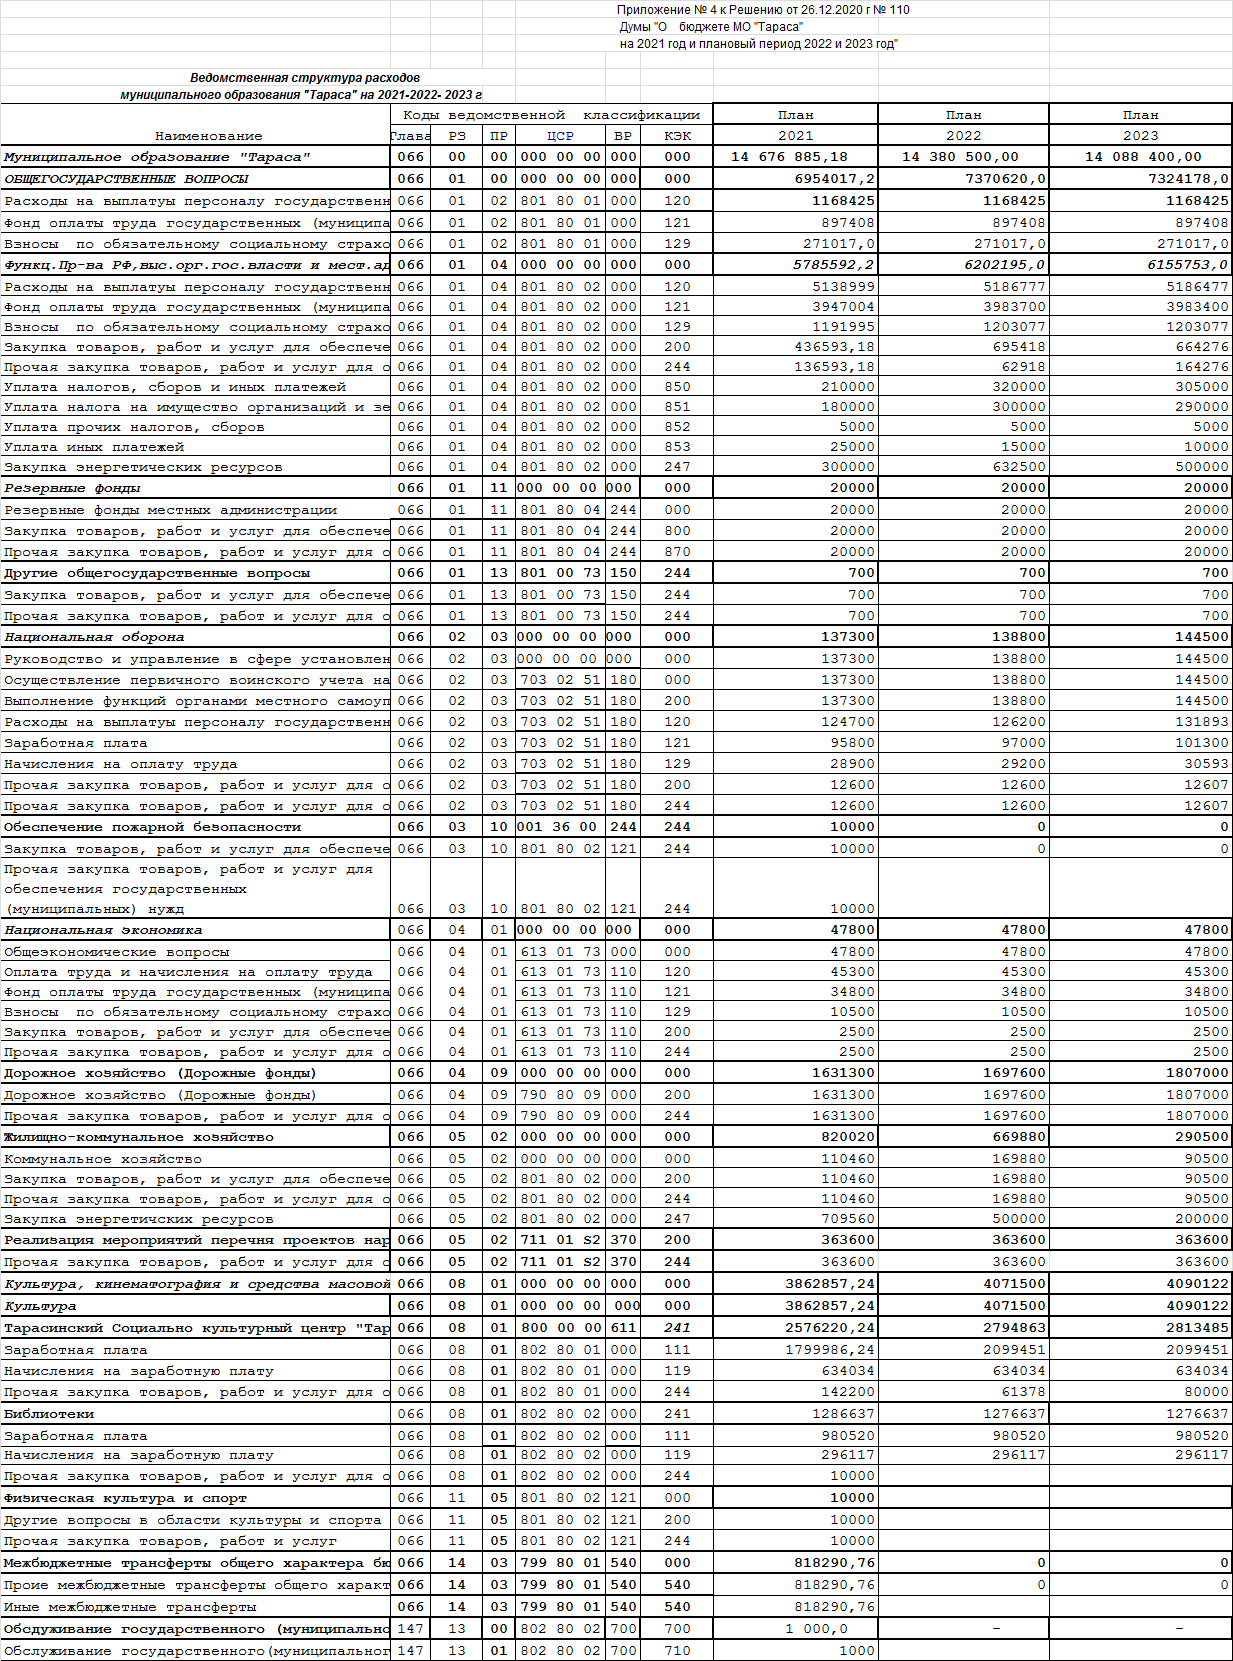 Приложение № 4 к Решению от 26.12.2020 г № 110
Думы "О бюджете МО "Тараса"
на 2021 год и плановый период 2022 и 2023 год"
Ведомственная структура расходов
муниципального образования "Тараса" на 2021-2022- 2023 г
Коды ведомственной классификации План План План
Наименование Глава РЗ ПР ЦСР ВР КЭК 2021 2022 2023
Муниципальное образование "Тараса" 066 00 00 000 00 00 000 000 14 676 885,18 14 380 500,00 14 088 400,00
ОБЩЕГОСУДАРСТВЕННЫЕ ВОПРОСЫ 066 01 00 000 00 00 000 000 6954017,2 7370620,0 7324178,0
Расходы на выплатуы персоналу государственн 066 01 02 801 80 01 000 120 1168425 1168425 1168425
Фонд оплаты труда государственных (муниципа 066 01 02 801 80 01 000 121 897408 897408 897408
Взносы по обязательному социальному страхо 066 01 02 801 80 01 000 129 271017,0 271017,0 271017,0
Функц.Пр-ва РФ,выс.орг.гос.власти и мест.ад 066 01 04 000 00 00 000 000 5785592,2 6202195,0 6155753,0
Расходы на выплатуы персоналу государственн 066 01 04 801 80 02 000 120 5138999 5186777 5186477
Фонд оплаты труда государственных (муниципа 066 01 04 801 80 02 000 121 3947004 3983700 3983400
Взносы по обязательному социальному страхо 066 01 04 801 80 02 000 129 1191995 1203077 1203077
Закупка товаров, работ и услуг для обеспече 066 01 04 801 80 02 000 200 436593,18 695418 664276
Прочая закупка товаров, работ и услуг для о 066 01 04 801 80 02 000 244 136593,18 62918 164276
Уплата налогов, сборов и иных платежей 066 01 04 801 80 02 000 850 210000 320000 305000
Уплата налога на имущество организаций и зе 066 01 04 801 80 02 000 851 180000 300000 290000
Уплата прочих налогов, сборов 066 01 04 801 80 02 000 852 5000 5000 5000
Уплата иных платежей 066 01 04 801 80 02 000 853 25000 15000 10000
Закупка энергетических ресурсов 066 01 04 801 80 02 000 247 300000 632500 500000
Резервные фонды 066 01 11 000 00 00 000 000 20000 20000 20000
Резервные фонды местных администрации 066 01 11 801 80 04 244 000 20000 20000 20000
Закупка товаров, работ и услуг для обеспече 066 01 11 801 80 04 244 800 20000 20000 20000
Прочая закупка товаров, работ и услуг для о 066 01 11 801 80 04 244 870 20000 20000 20000
Другие общегосударственные вопросы 066 01 13 801 00 73 150 244 700 700 700
Закупка товаров, работ и услуг для обеспече 066 01 13 801 00 73 150 244 700 700 700
Прочая закупка товаров, работ и услуг для о 066 01 13 801 00 73 150 244 700 700 700
Национальная оборона 066 02 03 000 00 00 000 000 137300 138800 144500
Руководство и управление в сфере установлен 066 02 03 000 00 00 000 000 137300 138800 144500
Осуществление первичного воинского учета на 066 02 03 703 02 51 180 000 137300 138800 144500
Выполнение функций органами местного самоуп 066 02 03 703 02 51 180 200 137300 138800 144500
Расходы на выплатуы персоналу государственн 066 02 03 703 02 51 180 120 124700 126200 131893
Заработная плата 066 02 03 703 02 51 180 121 95800 97000 101300
Начисления на оплату труда 066 02 03 703 02 51 180 129 28900 29200 30593
Прочая закупка товаров, работ и услуг для о 066 02 03 703 02 51 180 200 12600 12600 12607
Прочая закупка товаров, работ и услуг для о 066 02 03 703 02 51 180 244 12600 12600 12607
Обеспечение пожарной безопасности 066 03 10 001 36 00 244 244 10000 0 0
Закупка товаров, работ и услуг для обеспече 066 03 10 801 80 02 121 244 10000 0 0
Прочая закупка товаров, работ и услуг для
обеспечения государственных
(муниципальных) нужд 066 03 10 801 80 02 121 244 10000
Национальная экономика 066 04 01 000 00 00 000 000 47800 47800 47800
Общеэкономические вопросы 066 04 01 613 01 73 000 000 47800 47800 47800
Оплата труда и начисления на оплату труда 066 04 01 613 01 73 110 120 45300 45300 45300
Фонд оплаты труда государственных (муниципа 066 04 01 613 01 73 110 121 34800 34800 34800
Взносы по обязательному социальному страхо 066 04 01 613 01 73 110 129 10500 10500 10500
Закупка товаров, работ и услуг для обеспече 066 04 01 613 01 73 110 200 2500 2500 2500
Прочая закупка товаров, работ и услуг для о 066 04 01 613 01 73 110 244 2500 2500 2500
Дорожное хозяйство (Дорожные фонды) 066 04 09 000 00 00 000 000 1631300 1697600 1807000
Дорожное хозяйство (Дорожные фонды) 066 04 09 790 80 09 000 200 1631300 1697600 1807000
Прочая закупка товаров, работ и услуг для о 066 04 09 790 80 09 000 244 1631300 1697600 1807000
Жилищно-коммунальное хозяйство 066 05 02 000 00 00 000 000 820020 669880 290500
Коммунальное хозяйство 066 05 02 000 00 00 000 000 110460 169880 90500
Закупка товаров, работ и услуг для обеспече 066 05 02 801 80 02 000 200 110460 169880 90500
Прочая закупка товаров, работ и услуг для о 066 05 02 801 80 02 000 244 110460 169880 90500
Закупка энергетичских ресурсов 066 05 02 801 80 02 000 247 709560 500000 200000
Реализация мероприятий перечня проектов нар 066 05 02 711 01 S2 370 200 363600 363600 363600
Прочая закупка товаров, работ и услуг для о 066 05 02 711 01 S2 370 244 363600 363600 363600
Культура, кинематография и средства массовой 066 08 01 000 00 00 000 000 3862857,24 4071500 4090122
Культура 066 08 01 000 00 00 000 000 3862857,24 4071500 4090122
Тарасинский Социально культурный центр "Тар 066 08 01 800 00 00 611 241 2576220,24 2794863 2813485
Заработная плата 066 08 01 802 80 01 000 111 1799986,24 2099451 2099451
Начисления на заработную плату 066 08 01 802 80 01 000 119 634034 634034 634034
Прочая закупка товаров, работ и услуг для о 066 08 01 802 80 01 000 244 142200 61378 80000
Библиотеки 066 08 01 802 80 02 000 241 1286637 1276637 1276637
Заработная плата 066 08 01 802 80 02 000 111 980520 980520 980520
Начисления на заработную плату 066 08 01 802 80 02 000 119 296117 296117 296117
Прочая закупка товаров, работ и услуг для о 066 08 01 802 80 02 000 244 10000
Физическая культура и спорт 066 11 05 801 80 02 121 000 10000
Другие вопросы в области культуры и спорта 066 11 05 801 80 02 121 200 10000
Прочая закупка товаров, работ и услуг 066 11 05 801 80 02 121 244 10000
Межбюджетные трансферты общего характера бю 066 14 03 799 80 01 540 000 818290,76 0 0
Проие межбюджетные трансферты общего характ 066 14 03 799 80 01 540 540 818290,76 0 0
Иные межбюджетные трансферты 066 14 03 799 80 01 540 540 818290,76
Обсдуживание государственного (муниципально 147 13 00 802 80 02 700 700 1 000,0 – –
Обслуживание государственного(муниципальног 147 13 01 802 80 02 700 710 1000